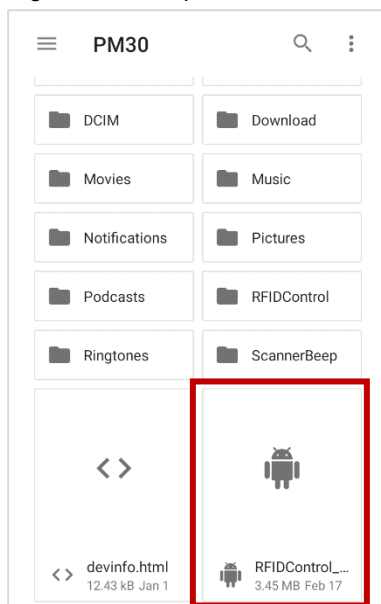 PM30
DCIM
Download
Movies
Music
Notifications
Pictures
Podcasts
RFIDControl
Ringtones
ScannerBeep
devinfo.html
12.43 kB Jan 1
RFIDControl_...
3.45 MB Feb 17